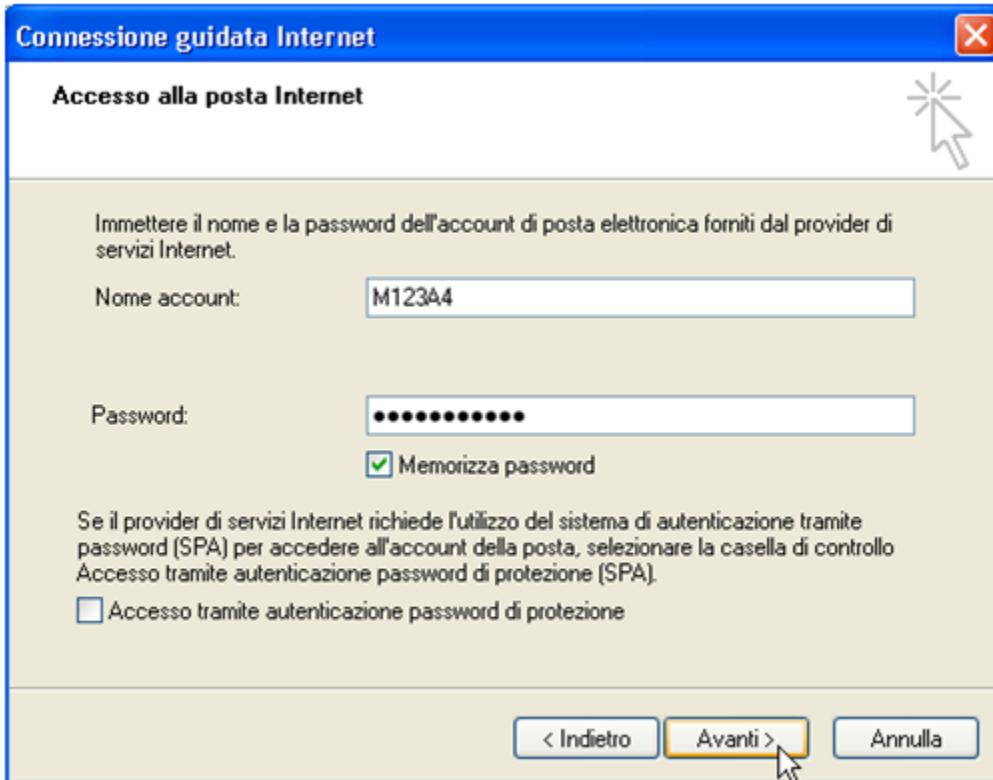 Connessione guidata Internet
Accesso alla posta Internet
Immettere il nome e la password dell'account di posta elettronica forniti dal provider di
servizi Internet.
Nome account: M123A4
Password: ●●●●●●●●●●●
Memorizza password
Se il provider di servizi Internet richiede l'utilizzo del sistema di autenticazione tramite
password (SPA) per accedere all'account della posta, selezionare la casella di controllo
Accesso tramite autenticazione password di protezione (SPA).
Accesso tramite autenticazione password di protezione
< Indietro Avanti > Annulla